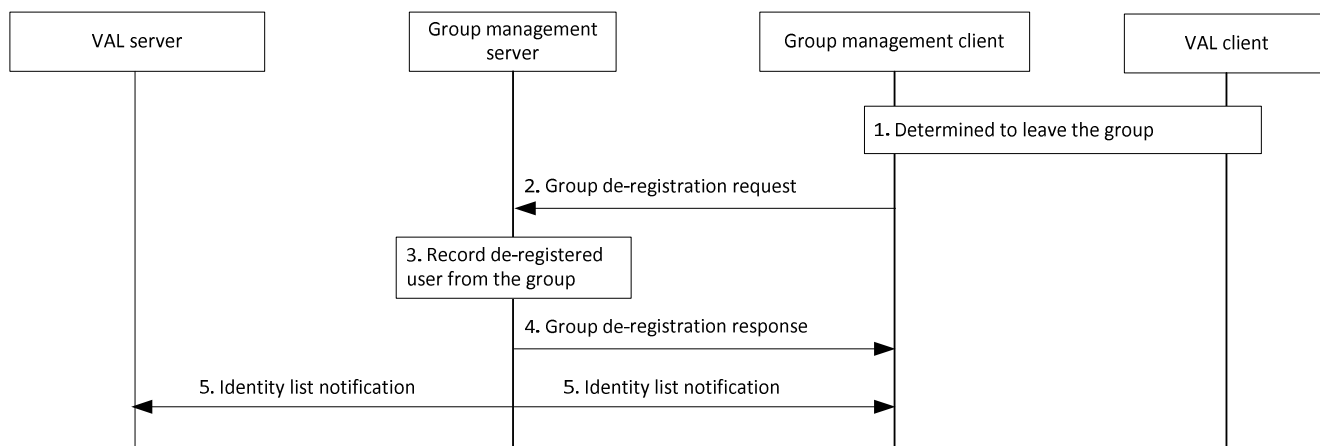 VAL server
Group management
server
Group management client
VAL client
1. Determined to leave the group
2. Group de-registration request
3. Record de-registered
user from the group
4. Group de-registration response
5. Identity list notification
5. Identity list notification